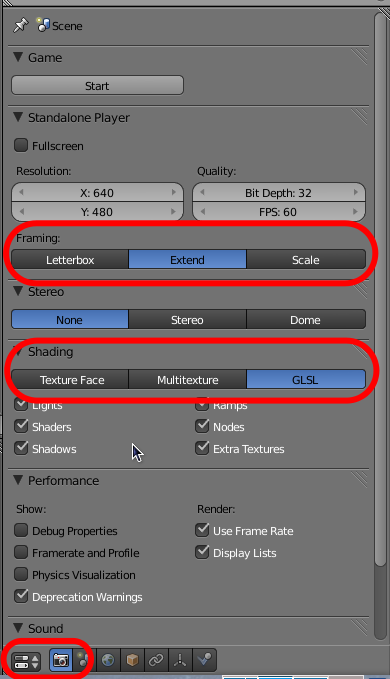 Scene
Game
Start
Standalone Player
Fullscreen
Resolution: Quality:
X: 640 Bit Depth: 32
Y: 480 FPS: 60
Framing:
Letterbox Extend Scale
Stereo
None Stereo Dome
Shading
Texture Face Multitexture GLSL
Lights Ramps
Shaders Nodes
Shadows Extra Textures
Performance
Show: Render:
Debug Properties Use Frame Rate
Framerate and Profile Display Lists
Physics Visualization
Deprecation Warnings
Sound